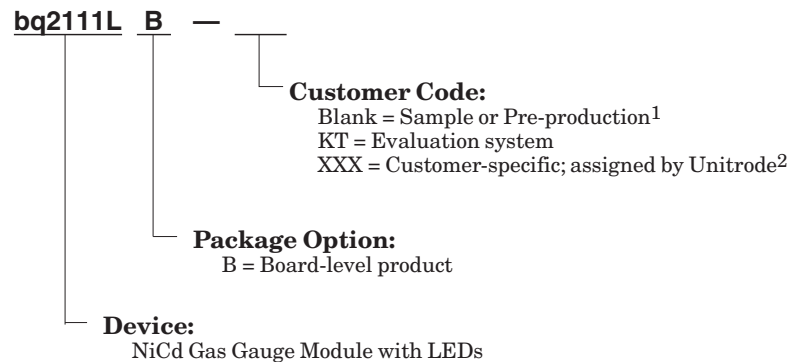 bq2111L B —
Customer Code:
Blank = Sample or Pre-production1
KT = Evaluation system
XXX = Customer-specific; assigned by Unitrode2
Package Option:
B = Board-level product
Device:
NiCd Gas Gauge Module with LEDs